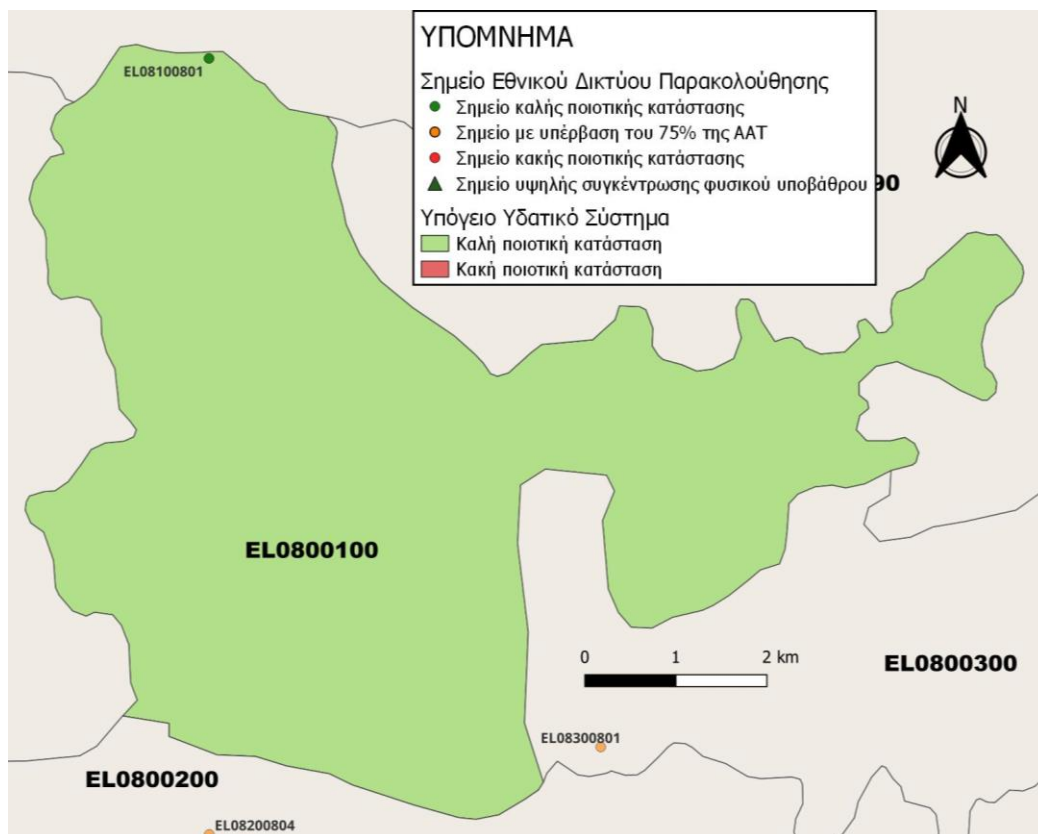 ΥΠΟΜΝΗΜΑ
Σημείο Εθνικού Δικτύου Παρακολούθησης
Σημείο καλής ποιοτικής κατάστασης
Σημείο με υπέρβαση του 75% της ΑΑΤ
Σημείο κακής ποιοτικής κατάστασης
Σημείο υψηλής συγκέντρωσης φυσικού υποβάθρου
Υπόγειο Υδατικό Σύστημα
Καλή ποιοτική κατάσταση
Κακή ποιοτική κατάσταση
N
90
EL08100801
EL0800100
0 1 2 km
EL0800300
EL08300801
EL0800200
EL08200804